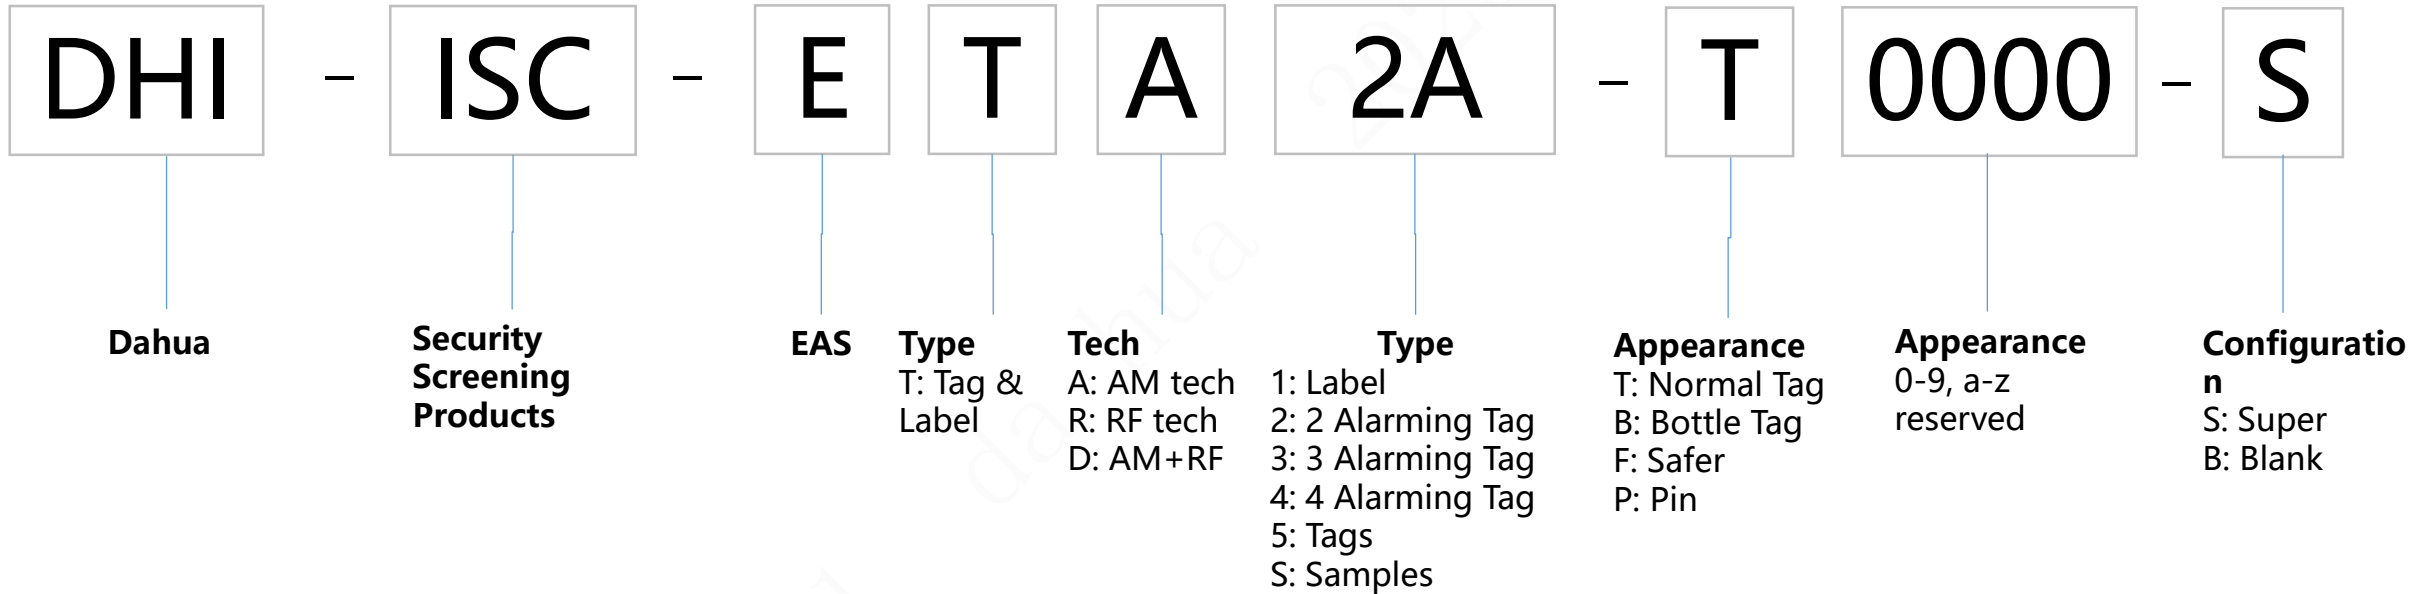 DHI - ISC - E T A 2A - T 0000 - S
Dahua
Security
Screening
Products
EAS
Type
T: Tag &
Label
Tech
A: AM tech
R: RF tech
D: AM+RF
Type
1: Label
2: 2 Alarming Tag
3: 3 Alarming Tag
4: 4 Alarming Tag
5: Tags
S: Samples
Appearance
T: Normal Tag
B: Bottle Tag
F: Safer
P: Pin
Appearance
0-9, a-z
reserved
Configuratio
n
S: Super
B: Blank
da hua